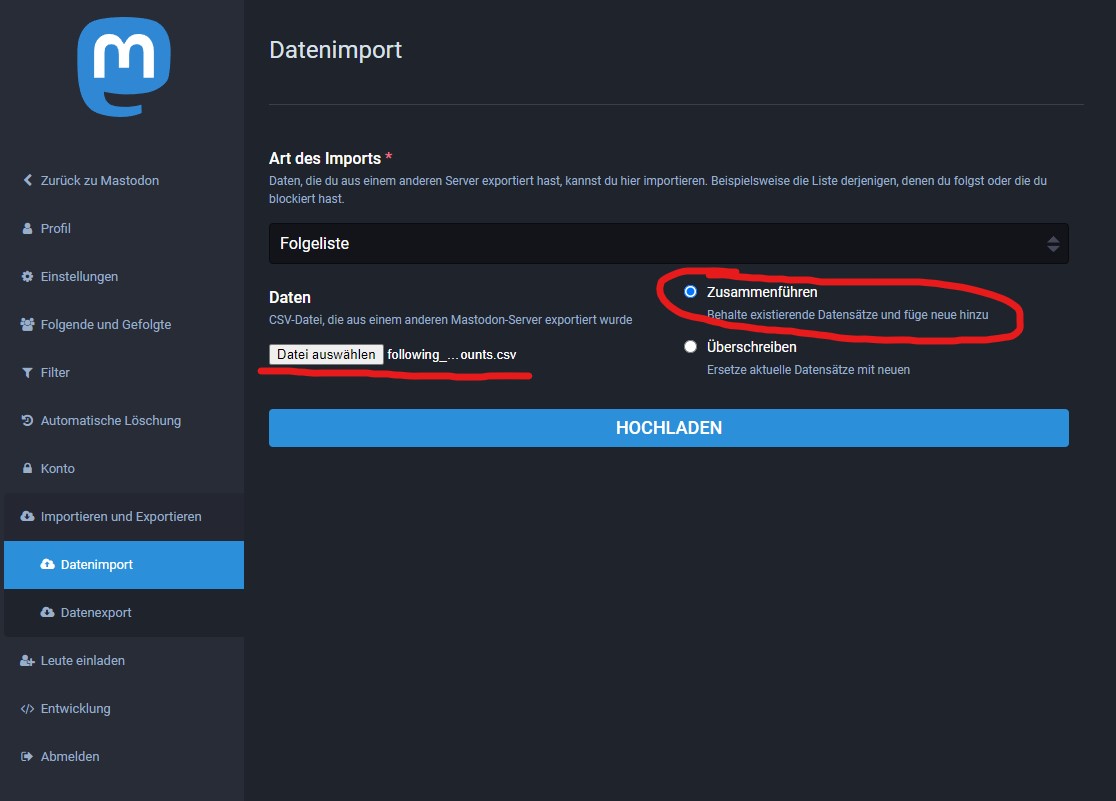 m
Zurück zu Mastodon
Profil
Einstellungen
Folgende und Gefolgte
Filter
Automatische Löschung
Konto
Importieren und Exportieren
Datenimport
Datenexport
Leute einladen
Entwicklung
Abmelden
Datenimport
Art des Imports *
Daten, die du aus einem anderen Server exportiert hast, kannst du hier importieren. Beispielsweise die Liste derjenigen, denen du folgst oder die du
blockiert hast.
Folgeliste
Daten
CSV-Datei, die aus einem anderen Mastodon-Server exportiert wurde
Datei auswählen following_...ounts.csv
Zusammenführen
Behalte existierende Datensätze und füge neue hinzu
Überschreiben
Ersetze aktuelle Datensätze mit neuen
HOCHLADEN